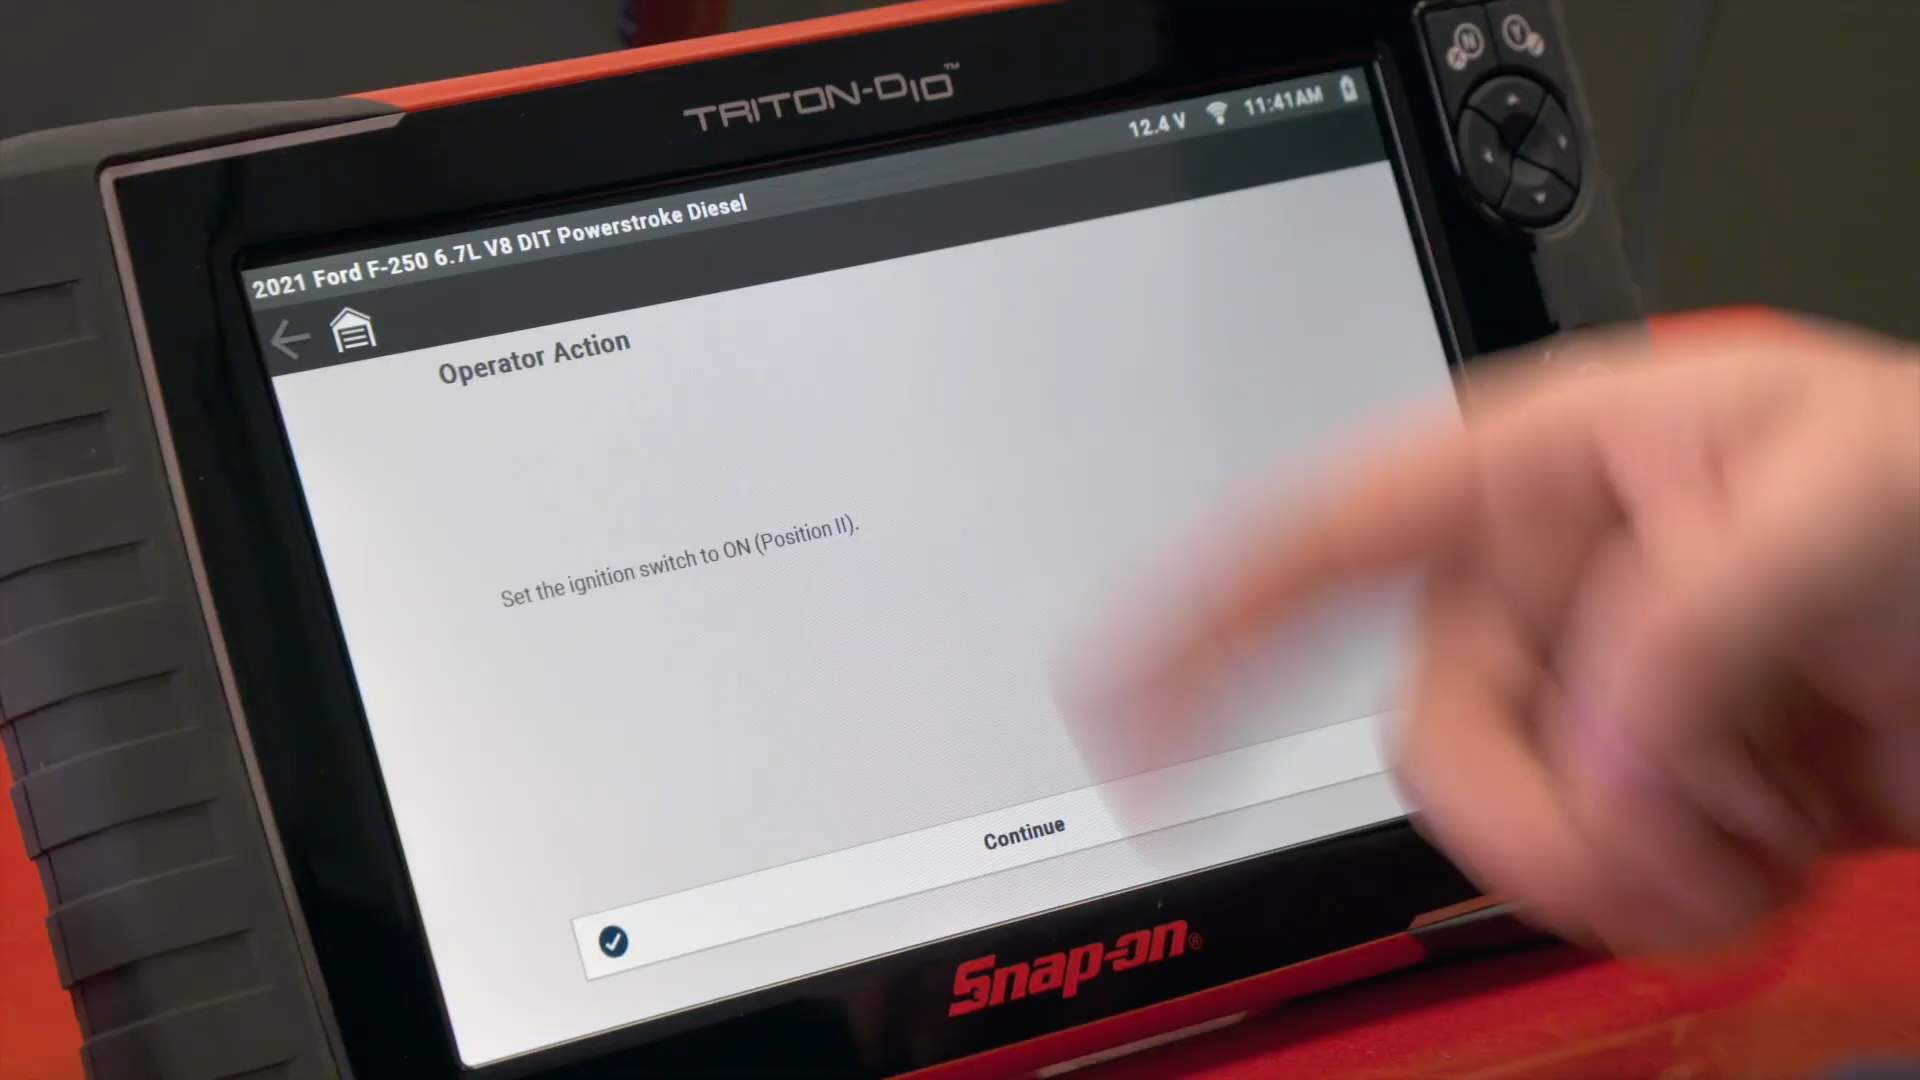 TRITON-D10™
12.4 V 11:41AM
2021 Ford F-250 6.7L V8 DIT Powerstroke Diesel
N Y
Operator Action
Set the ignition switch to ON (Position II).
Continue
Snap-on®